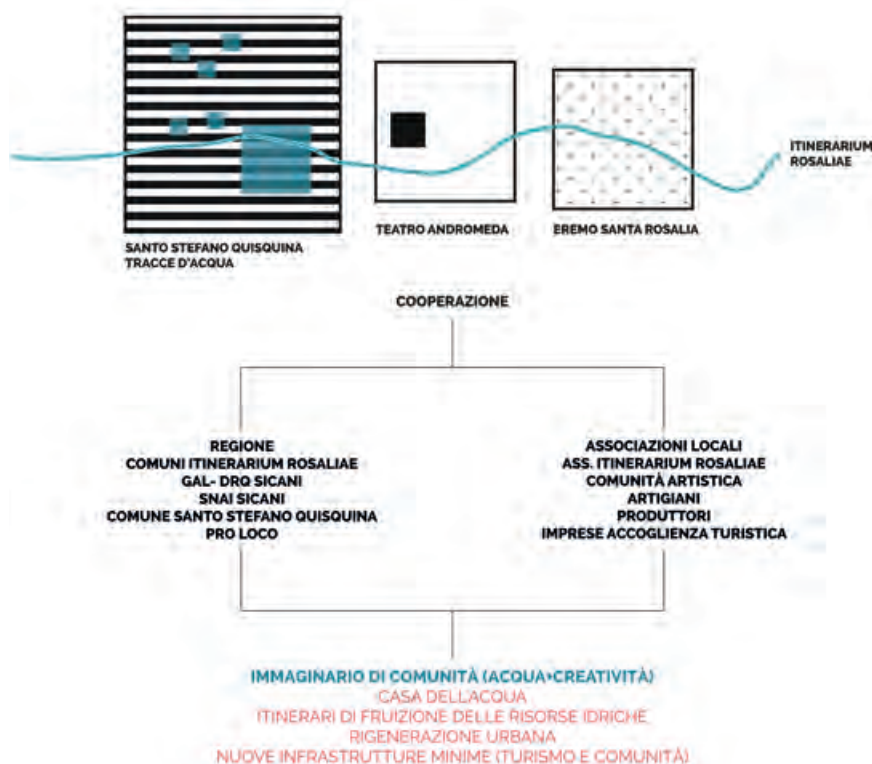 SANTO STEFANO QUISQUINA
TRACCE D'ACQUA
TEATRO ANDROMEDA
EREMO SANTA ROSALIA
ITINERARIUM
ROSALIAE
COOPERAZIONE
REGIONE
COMUNI ITINERARIUM ROSALIAE
GAL- DRQ SICANI
SNAI SICANI
COMUNE SANTO STEFANO QUISQUINA
PRO LOCO
ASSOCIAZIONI LOCALI
ASS. ITINERARIUM ROSALIAE
COMUNITÀ ARTISTICA
ARTIGIANI
PRODUTTORI
IMPRESE ACCOGLIENZA TURISTICA
IMMAGINARIO DI COMUNITÀ (ACQUA>CREATIVITÀ)
CASA DELL'ACQUA
ITINERARI DI FRUIZIONE DELLE RISORSE IDRICHE
RIGENERAZIONE URBANA
NUOVE INFRASTRUTTURE MINIME (TURISMO E COMUNITÀ)